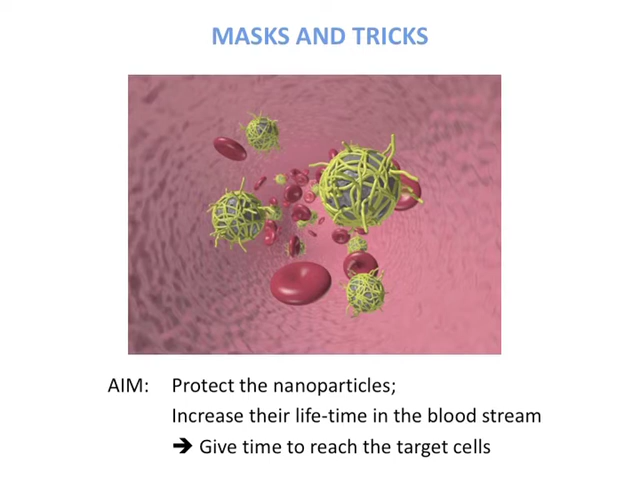 MASKS AND TRICKS
AIM: Protect the nanoparticles;
Increase their life-time in the blood stream
➔ Give time to reach the target cells